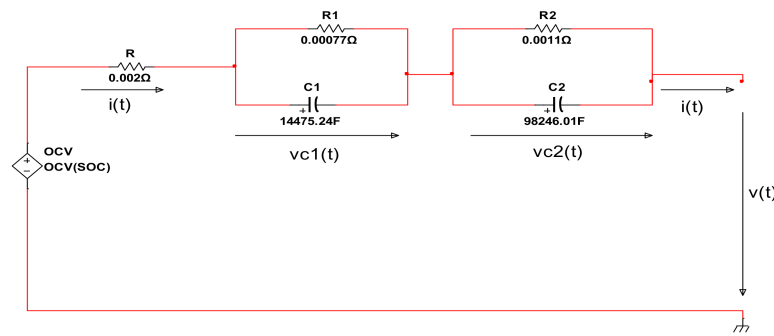 R1
0.00077Ω
R2
0.0011Ω
R
0.002Ω
i(t)
C1
+
14475.24F
vc1(t)
C2
+
98246.01F
vc2(t)
i(t)
OCV
OCV(SOC)
+
−
v(t)